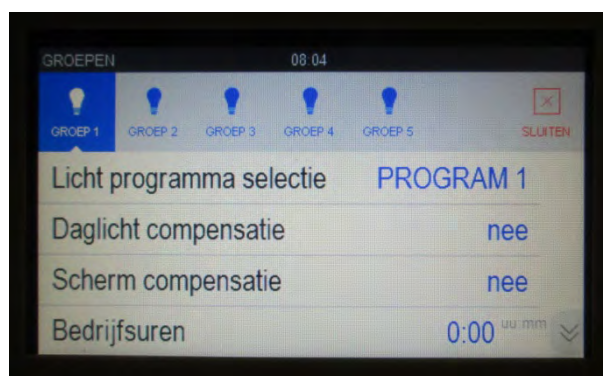 GROEPEN 08:04
GROEP 1 GROEP 2 GROEP 3 GROEP 4 GROEP 5 SLUITEN
Licht programma selectie PROGRAM 1
Daglicht compensatie nee
Scherm compensatie nee
Bedrijfsuren 0:00 uu:mm